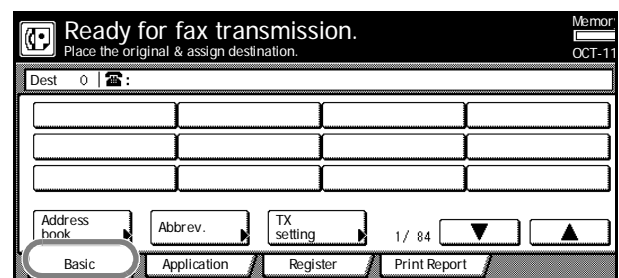 Ready for fax transmission.
Memor
Place the original & assign destination.
OCT-11
Dest 0 ☎:
Address book
Abbrev.
TX setting
1/ 84 ▼ ▲
Basic Application Register Print Report